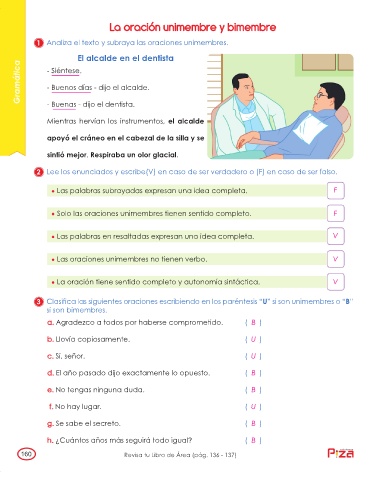 La oración unimembre y bimembre
1 Analiza el texto y subraya las oraciones unimembres.
Gramática
El alcalde en el dentista
- Siéntese.
- Buenos días - dijo el alcalde.
- Buenas - dijo el dentista.
Mientras hervían los instrumentos, el alcalde
apoyó el cráneo en el cabezal de la silla y se
sintió mejor. Respiraba un olor glacial.
2 Lee los enunciados y escribe(V) en caso de ser verdadero o (F) en caso de ser falso.
• Las palabras subrayadas expresan una idea completa. F
• Solo las oraciones unimembres tienen sentido completo. F
• Las palabras en resaltadas expresan una idea completa. V
• Las oraciones unimembres no tienen verbo. V
• La oración tiene sentido completo y autonomía sintáctica. V
3 Clasifica las siguientes oraciones escribiendo en los paréntesis “U” si son unimembres o “B”
si son bimembres.
a. Agradezco a todos por haberse comprometido. ( B )
b. Llovía copiosamente. ( U )
c. Sí, señor. ( U )
d. El año pasado dijo exactamente lo opuesto. ( B )
e. No tengas ninguna duda. ( B )
f. No hay lugar. ( U )
g. Se sabe el secreto. ( B )
h. ¿Cuántos años más seguirá todo igual? ( B )
160 Revisa tu Libro de Área (pág. 136 - 137)